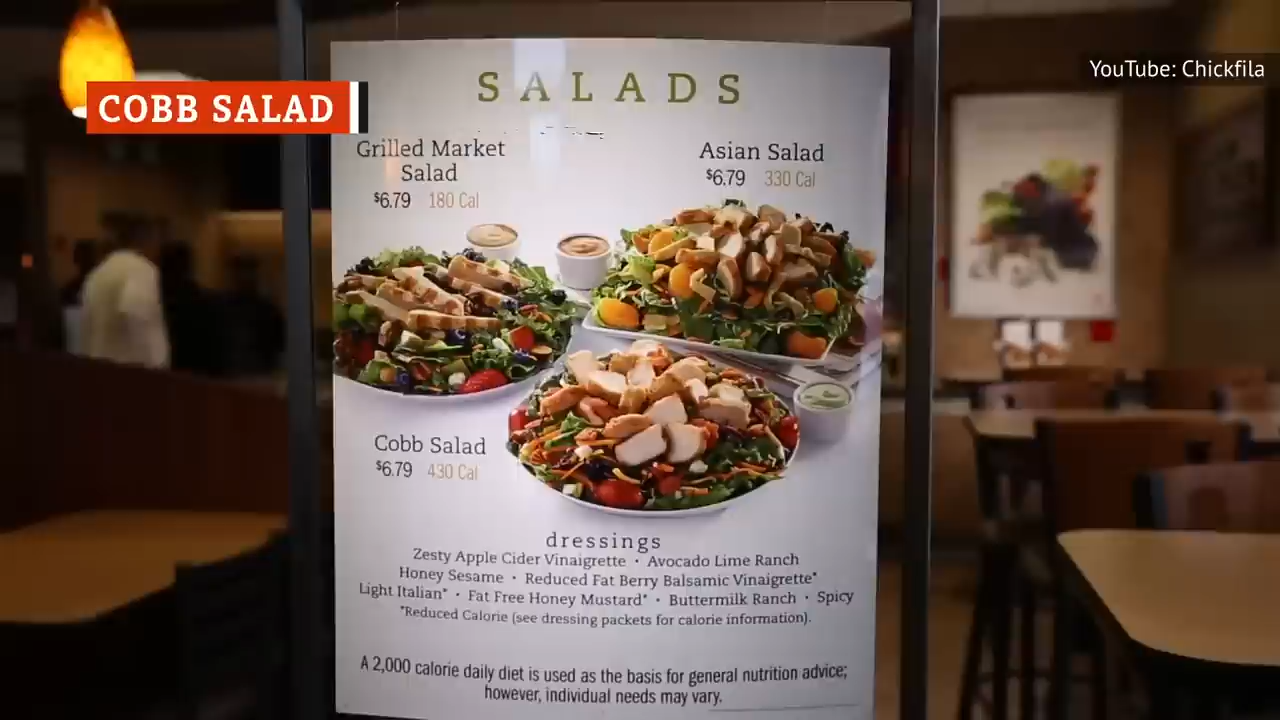 YouTube: Chickfila
COBB SALAD
SALADS
Grilled Market
Salad
$6.79 180 Cal
Asian Salad
$6.79 330 Cal
Cobb Salad
$6.79 430 Cal
dressings
Zesty Apple Cider Vinaigrette · Avocado Lime Ranch
Honey Sesame · Reduced Fat Berry Balsamic Vinaigrette*
Light Italian* · Fat Free Honey Mustard* · Buttermilk Ranch · Spicy
*Reduced Calorie (see dressing packets for calorie information).
A 2,000 calorie daily diet is used as the basis for general nutrition advice;
however, individual needs may vary.